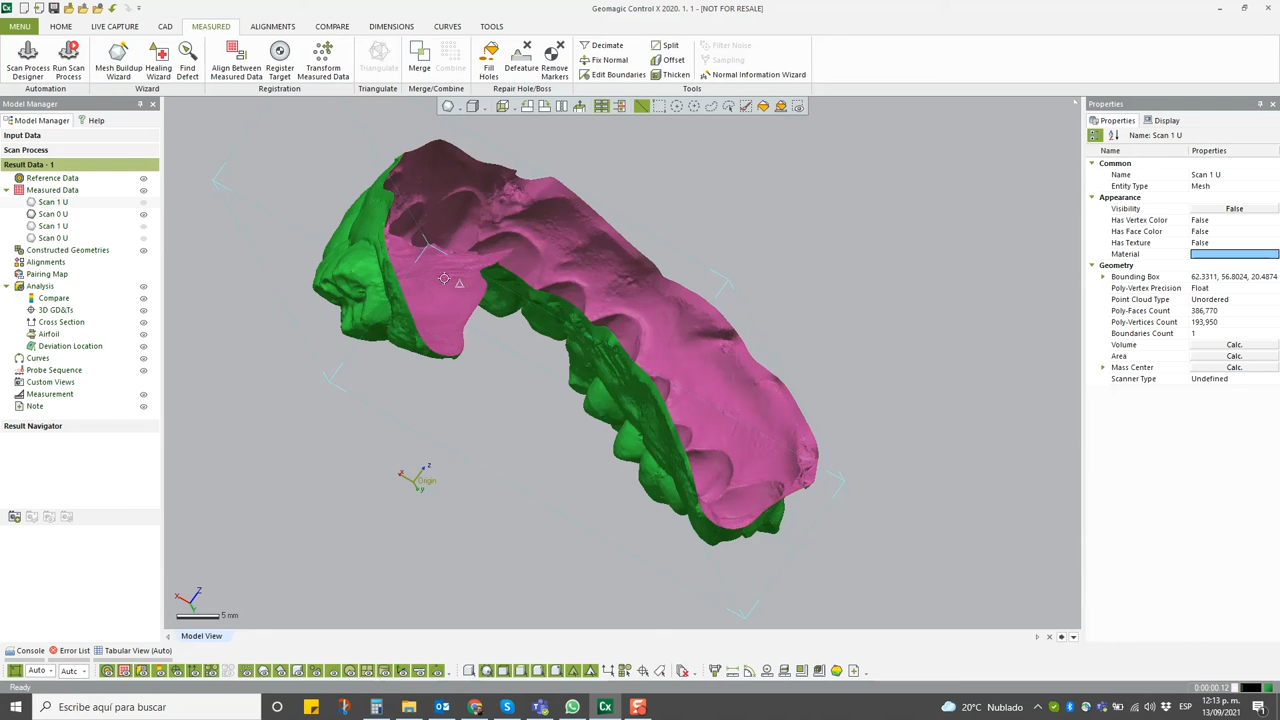 Geomagic Control X 2020. 1. 1 - [NOT FOR RESALE]
MENU HOME LIVE CAPTURE CAD MEASURED ALIGNMENTS COMPARE DIMENSIONS CURVES TOOLS
Scan Process Designer
Run Scan Process
Automation
Mesh Buildup Wizard
Healing Wizard
Find Defect
Wizard
Align Between Measured Data
Register Target
Transform Measured Data
Registration
Triangulate
Triangulate
Merge
Combine
Merge/Combine
Fill Holes
Defeature
Remove Markers
Repair Hole/Boss
Decimate
Fix Normal
Edit Boundaries
Split
Offset
Thicken
Filter Noise
Sampling
Normal Information Wizard
Tools
Model Manager
Model Manager Help
Input Data
Scan Process
Result Data - 1
Reference Data
Measured Data
Scan 1 U
Scan 0 U
Scan 1 U
Scan 0 U
Constructed Geometries
Alignments
Pairing Map
Analysis
Compare
3D GD&Ts
Cross Section
Airfoil
Deviation Location
Curves
Probe Sequence
Custom Views
Measurement
Note
Result Navigator
x z Origin y
X Z Y
5 mm
Model View
Properties
Properties Display
Name: Scan 1 U
Name Properties
Common
Name Scan 1 U
Entity Type Mesh
Appearance
Visibility False
Has Vertex Color False
Has Face Color False
Has Texture False
Material
Geometry
Bounding Box 62.3311, 56.8024, 20.4874
Poly-Vertex Precision Float
Point Cloud Type Unordered
Poly-Faces Count 386,770
Poly-Vertices Count 193,950
Boundaries Count 1
Volume Calc.
Area Calc.
Mass Center Calc.
Scanner Type Undefined
Console Error List Tabular View (Auto)
Auto Autc
Ready
0:00:00.12
Escribe aquí para buscar
Cx
20°C Nublado
ESP
12:13 p. m.
13/09/2021